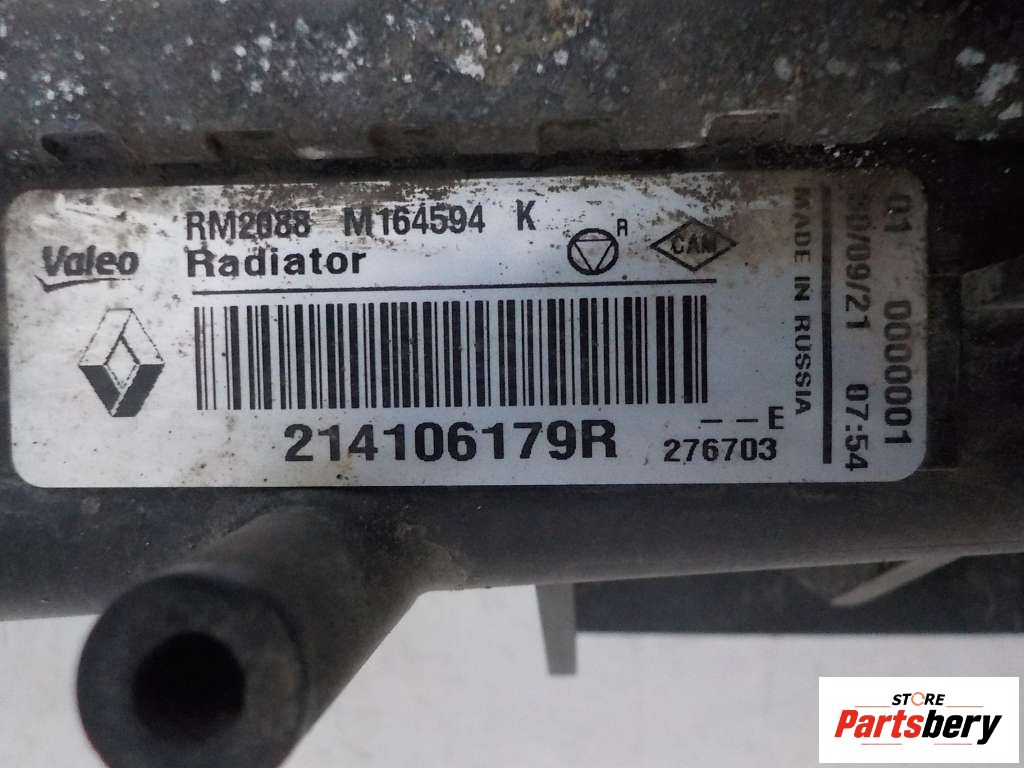 RM2088 M164594 K
Valeo Radiator
R
CAM
214106179R
--E
276703
MADE IN RUSSIA
/09/21 07:54
01 0000001
STORE
Partsbery